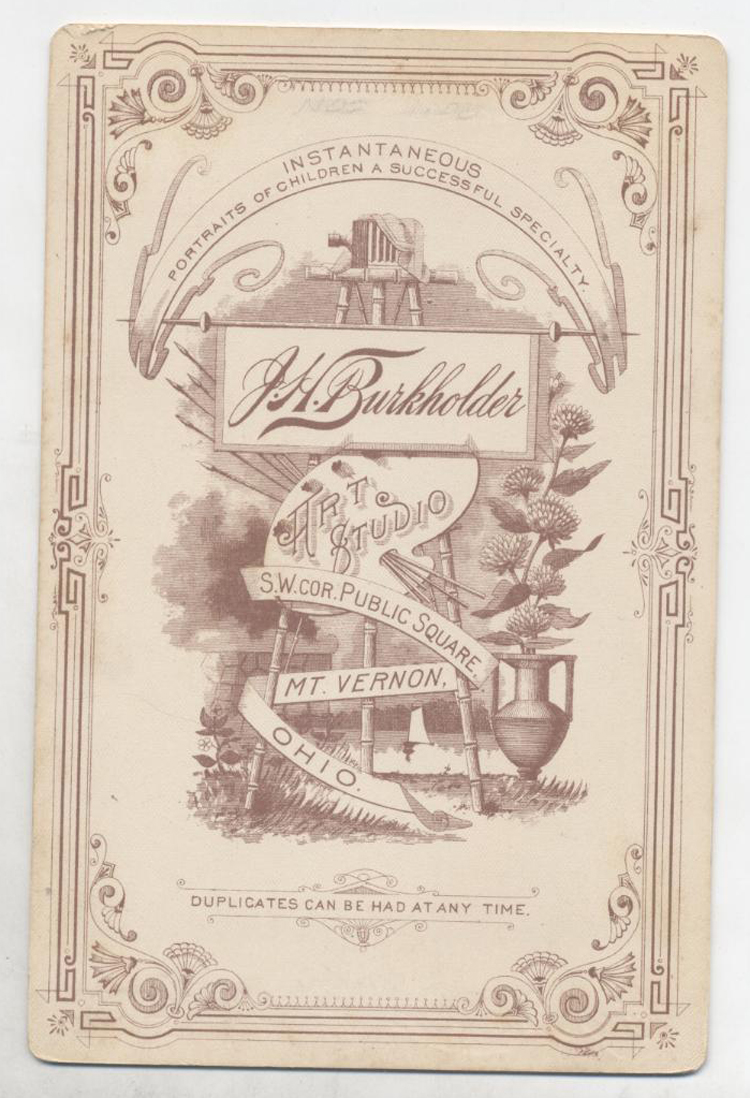 INSTANTANEOUS
PORTRAITS OF CHILDREN A SUCCESSFUL SPECIALTY.
J.H. Burkholder
ART
STUDIO
S.W. COR. PUBLIC SQUARE,
MT. VERNON,
OHIO.
DUPLICATES CAN BE HAD AT ANY TIME.